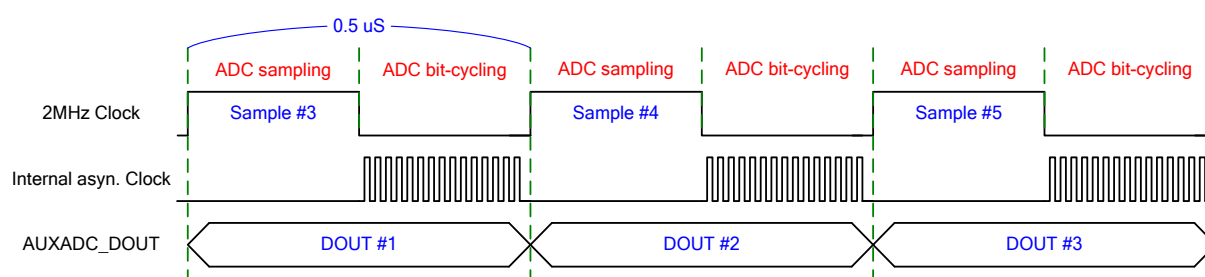 0.5 uS
ADC sampling ADC bit-cycling ADC sampling ADC bit-cycling ADC sampling ADC bit-cycling
2MHz Clock Sample #3 Sample #4 Sample #5
Internal asyn. Clock
AUXADC_DOUT DOUT #1 DOUT #2 DOUT #3